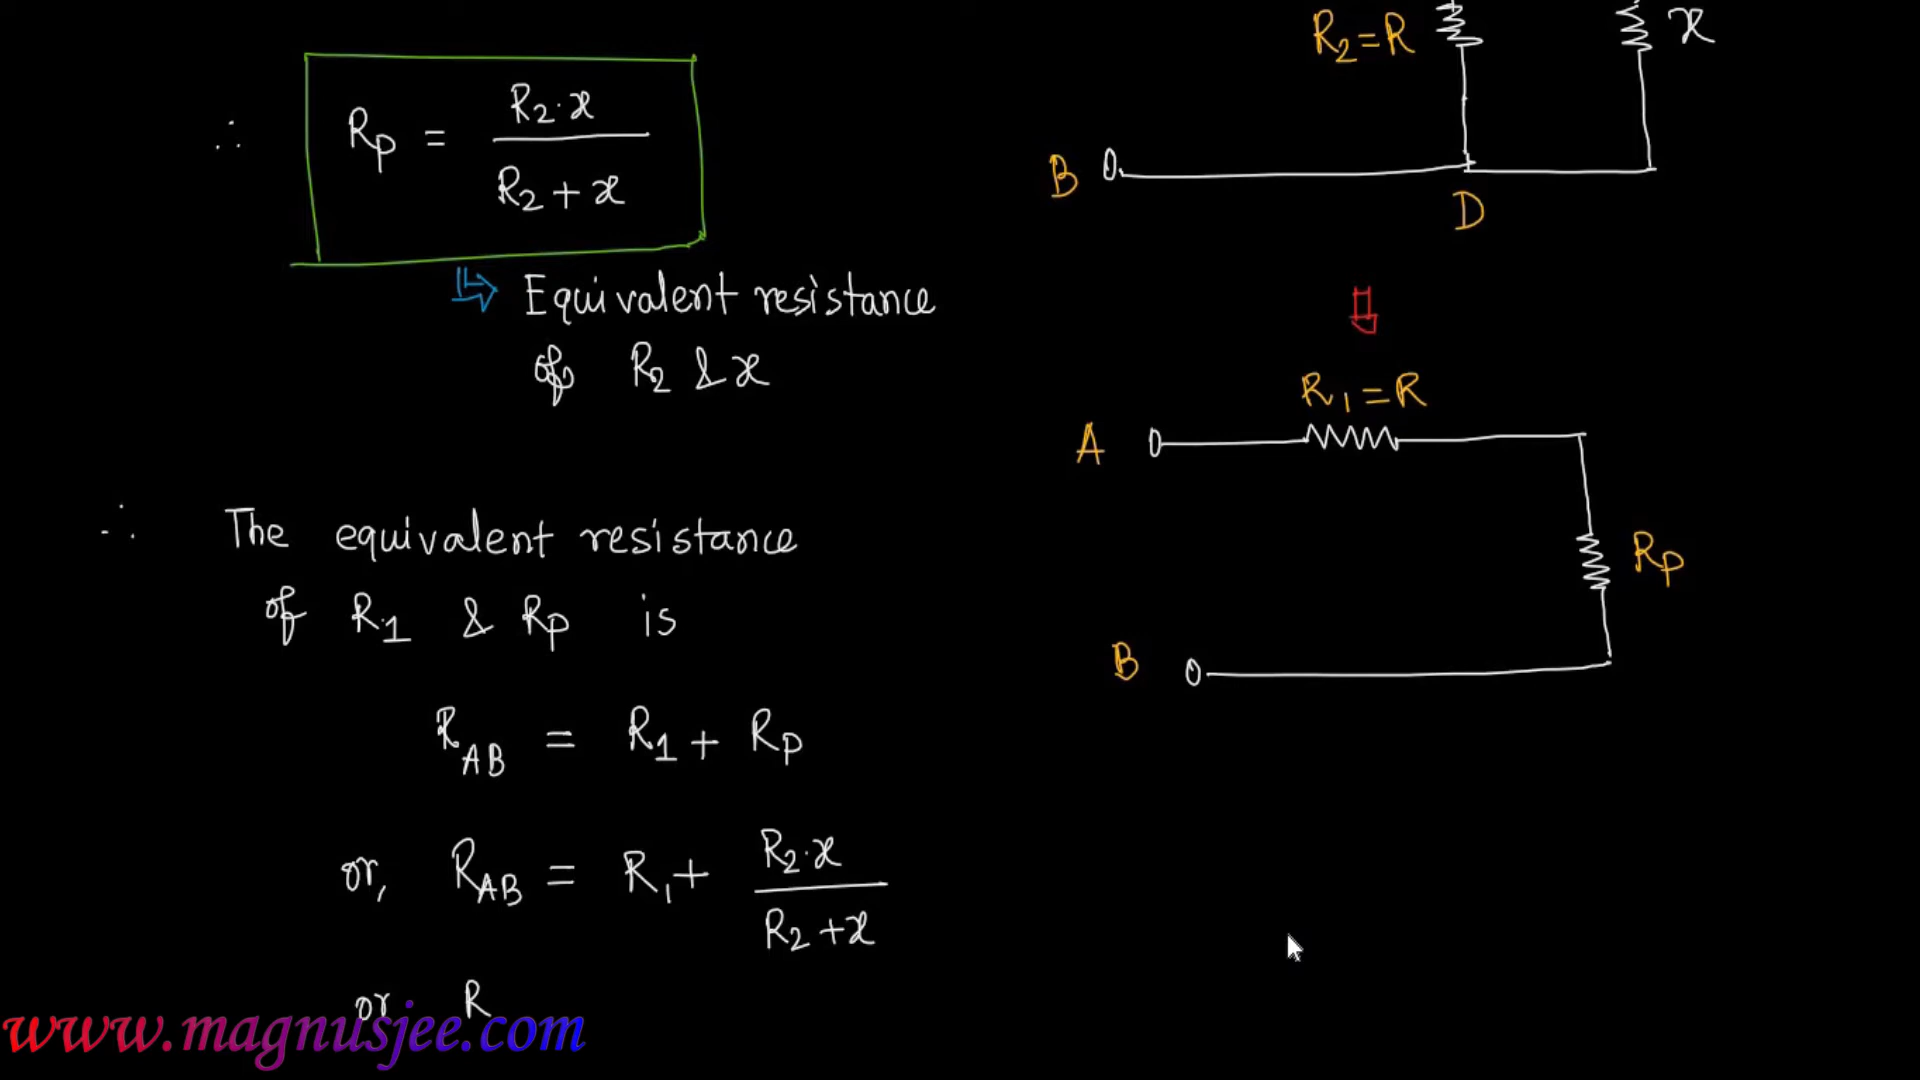 ∴ Rp = R2·x / R2 + x
Equivalent resistance
of R2 & x
∴ The equivalent resistance
of R1 & Rp is
RAB = R1 + Rp
or, RAB = R1 + R2·x / R2 + x
or R
R2 = R
x
B
D
R1 = R
A
Rp
B
www.magnusjee.com